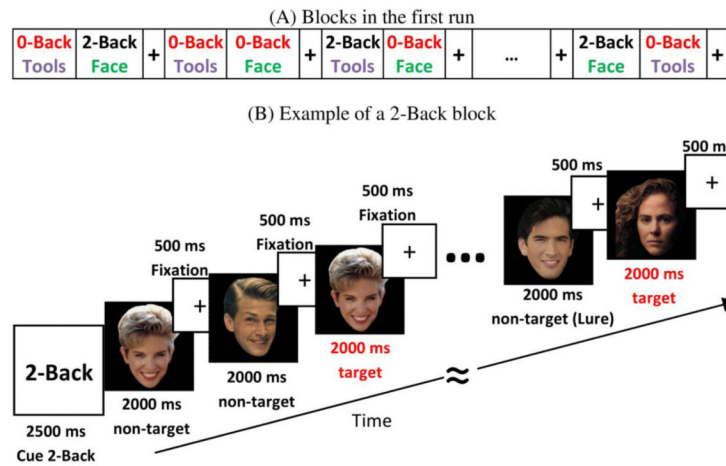 (A) Blocks in the first run
0-Back 2-Back + 0-Back 0-Back + 2-Back 0-Back + ... + 2-Back 0-Back +
Tools Face Tools Face Tools Face Face Tools
(B) Example of a 2-Back block
500 ms
Fixation
+
500 ms
Fixation
+
500 ms
Fixation
+
...
500 ms
+
500 m
+
2-Back
2500 ms
Cue 2-Back
2000 ms
non-target
2000 ms
non-target
2000 ms
target
≈
2000 ms
non-target (Lure)
2000 ms
target
Time